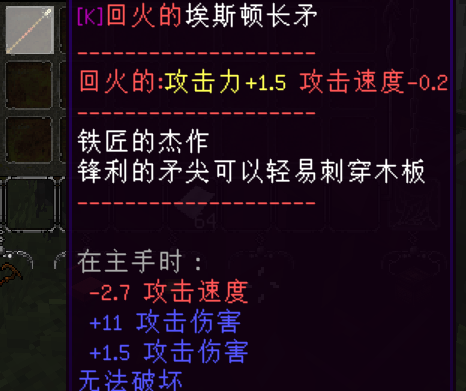 [K]回火的埃斯顿长矛
--------------------
回火的:攻击力+1.5 攻击速度-0.2
--------------------
铁匠的杰作
锋利的矛尖可以轻易刺穿木板
--------------------
64
在主手时：
-2.7 攻击速度
+11 攻击伤害
+1.5 攻击伤害
无法破坏